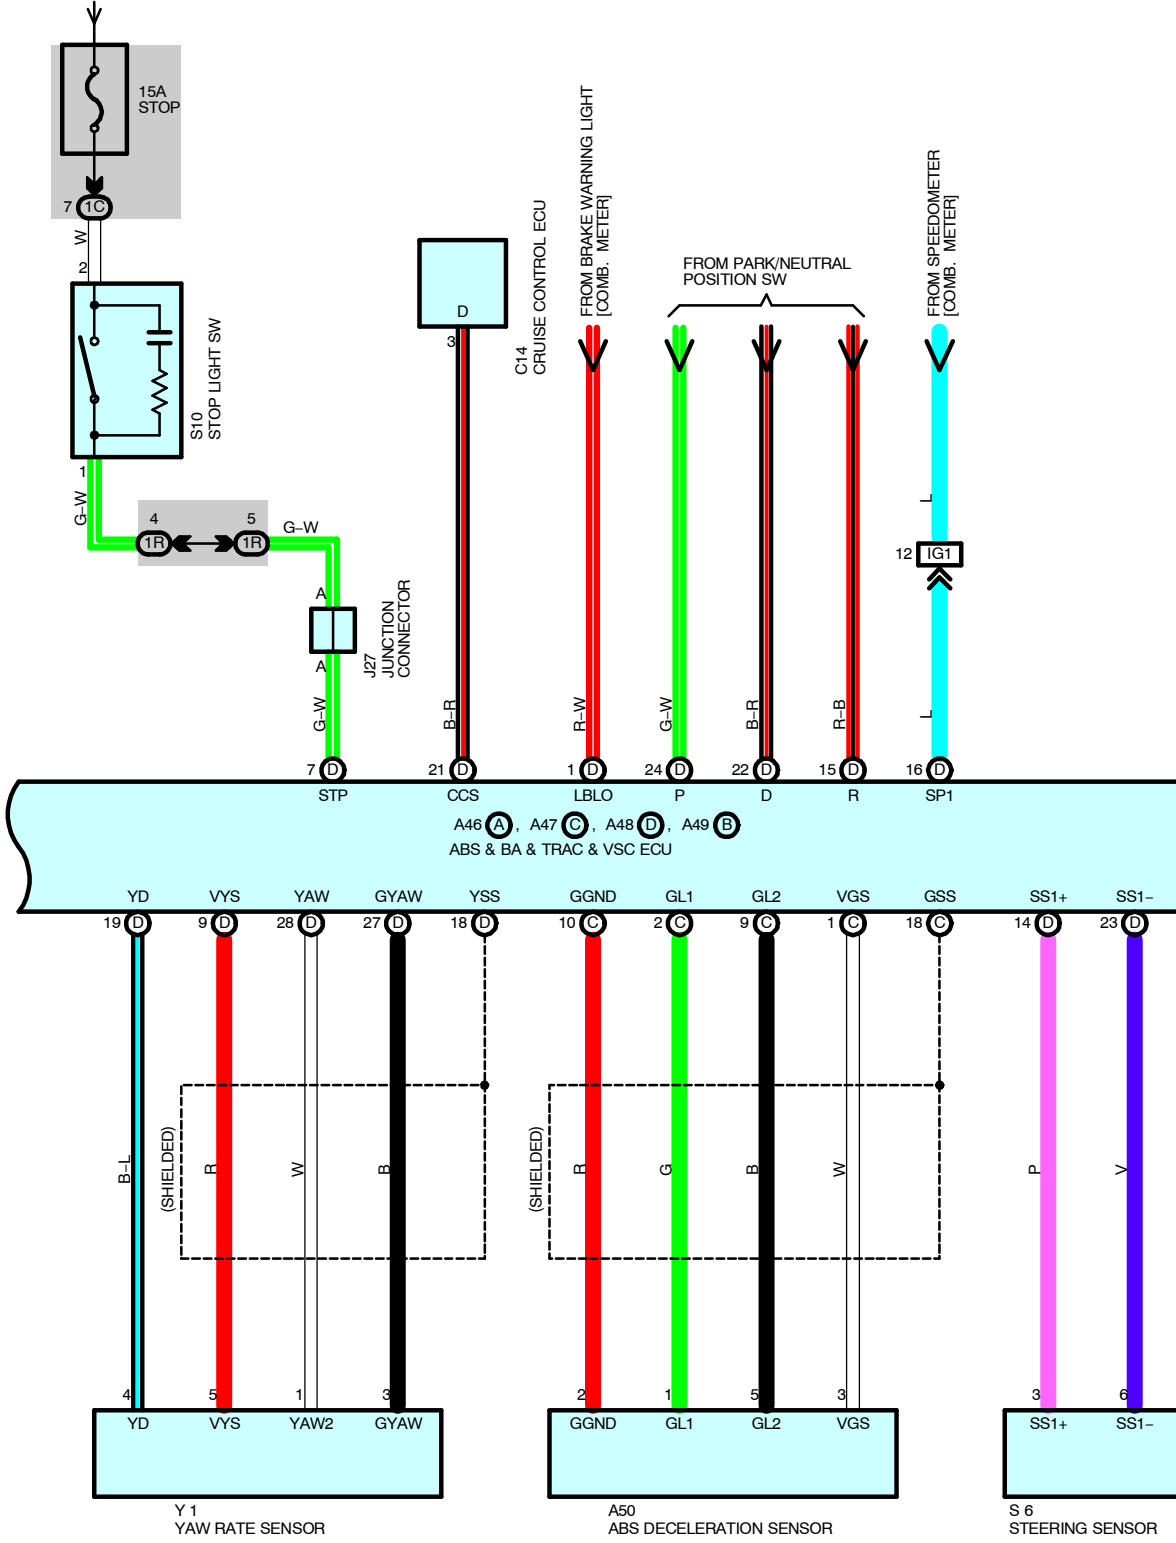 15A
STOP
7 1C
W
2
S10
STOP LIGHT SW
1
G-W
4 5
1R 1R
G-W
A
J27
JUNCTION
CONNECTOR
A
G-W
D
3
C14
CRUISE CONTROL ECU
B-R
FROM BRAKE WARNING LIGHT
[COMB. METER]
R-W
FROM PARK/NEUTRAL
POSITION SW
G-W
B-R
R-B
FROM SPEEDOMETER
[COMB. METER]
L
12 IG1
L
7 D 21 D 1 D 24 D 22 D 15 D 16 D
STP CCS LBLO P D R SP1
A46 A , A47 C , A48 D , A49 B
ABS & BA & TRAC & VSC ECU
YD VYS YAW GYAW YSS GGND GL1 GL2 VGS GSS SS1+ SS1-
19 D 9 D 28 D 27 D 18 D 10 C 2 C 9 C 1 C 18 C 14 D 23 D
B-L (SHIELDED) R W B (SHIELDED) R G B W P V
4 5 1 3 2 1 5 3 3 6
YD VYS YAW2 GYAW GGND GL1 GL2 VGS SS1+ SS1-
Y 1
YAW RATE SENSOR
A50
ABS DECELERATION SENSOR
S 6
STEERING SENSOR